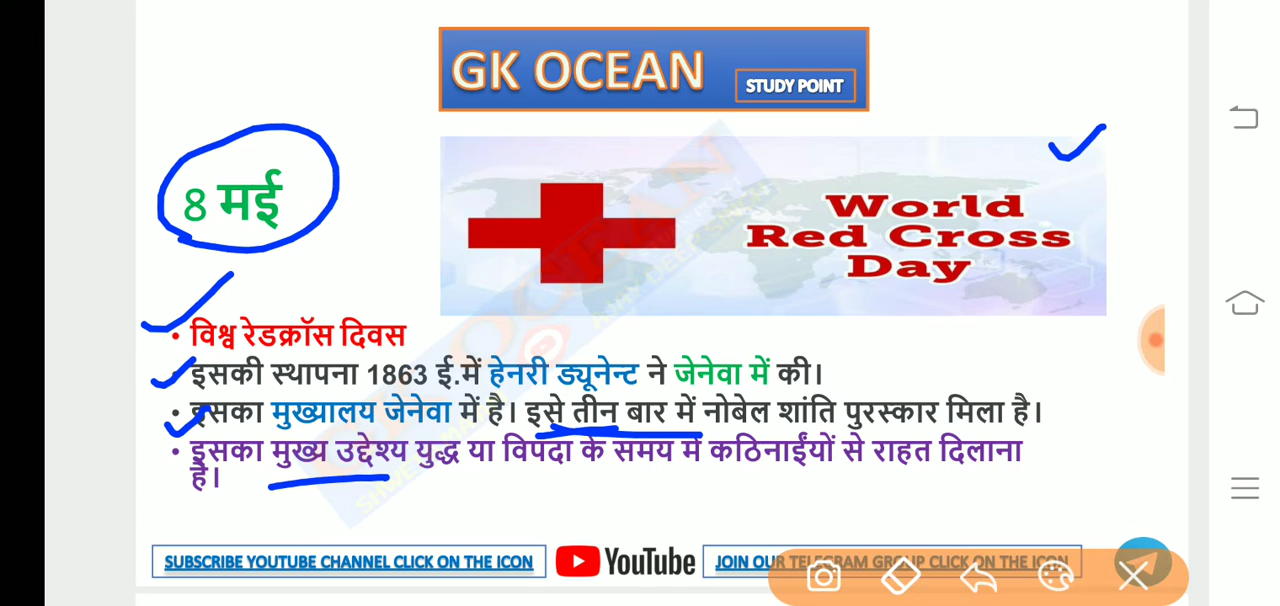 GK OCEAN
STUDY POINT
8 मई
World
Red Cross
Day
• विश्व रेडक्रॉस दिवस
• इसकी स्थापना 1863 ई.में हेनरी ड्यूनेन्ट ने जेनेवा में की।
• इसका मुख्यालय जेनेवा में है। इसे तीन बार में नोबेल शांति पुरस्कार मिला है।
• इसका मुख्य उद्देश्य युद्ध या विपदा के समय में कठिनाईयों से राहत दिलाना
है।
SUBSCRIBE YOUTUBE CHANNEL CLICK ON THE ICON
YouTube
JOIN OUR TELEGRAM GROUP CLICK ON THE ICON